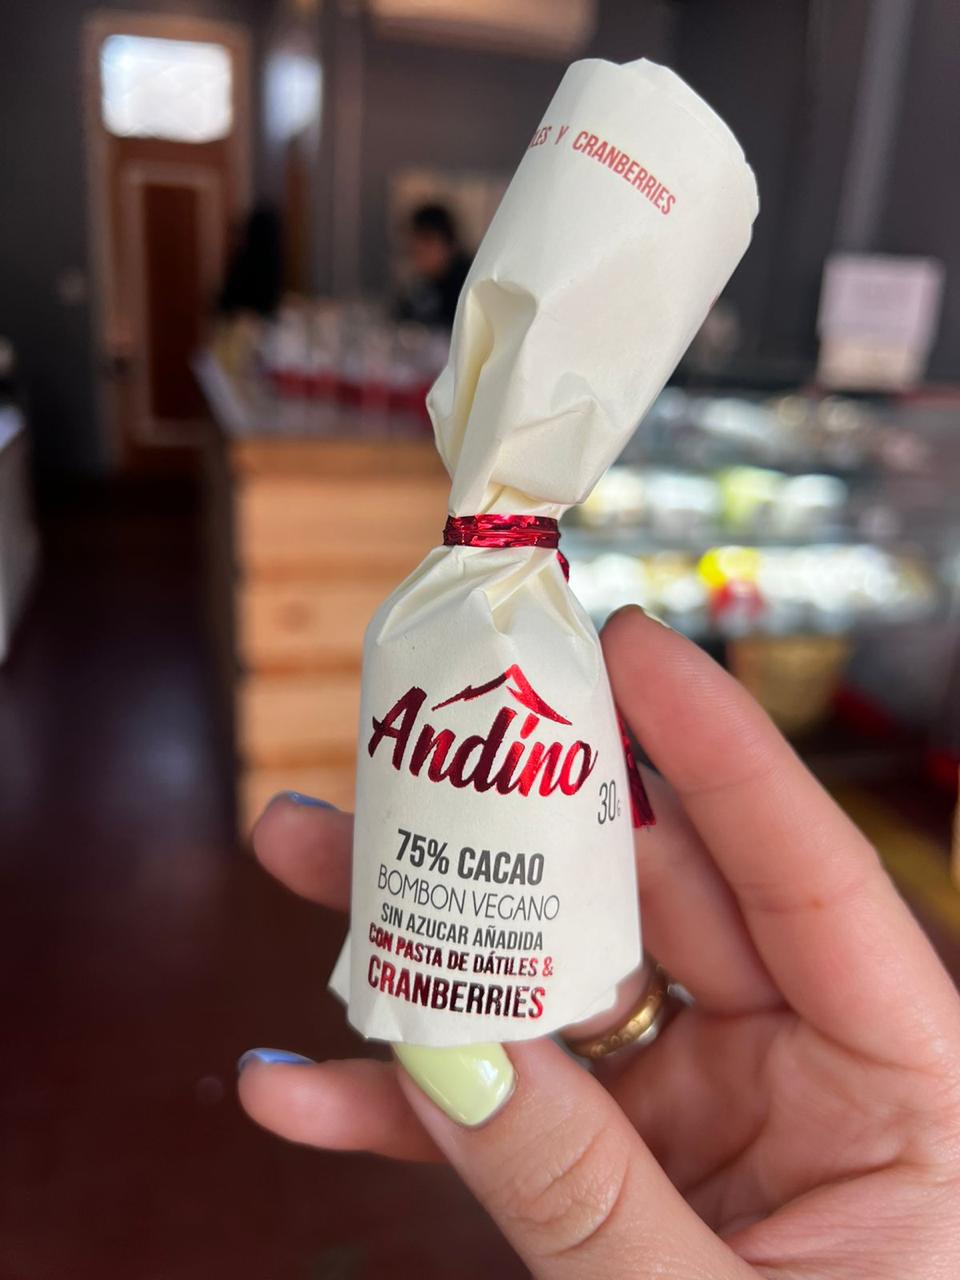 Y CRANBERRIES
Andino
30G
75% CACAO
BOMBON VEGANO
SIN AZUCAR AÑADIDA
CON PASTA DE DÁTILES &
CRANBERRIES